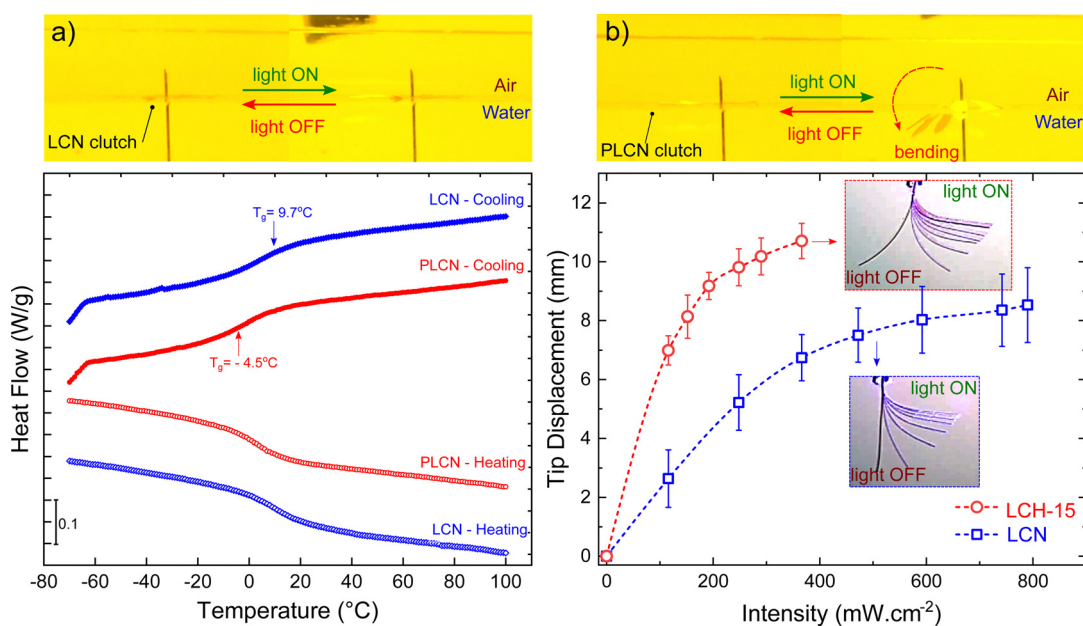 a)
light ON
light OFF
Air
Water
LCN clutch
b)
light ON
light OFF
Air
Water
PLCN clutch
bending
LCN - Cooling
Tg= 9.7ºC
PLCN - Cooling
Tg= - 4.5ºC
PLCN - Heating
LCN - Heating
0.1
Heat Flow (W/g)
-80 -60 -40 -20 0 20 40 60 80 100
Temperature (°C)
12
10
8
6
4
2
0
Tip Displacement (mm)
light ON
light OFF
light ON
light OFF
LCH-15
LCN
0 200 400 600 800
Intensity (mW.cm-2)